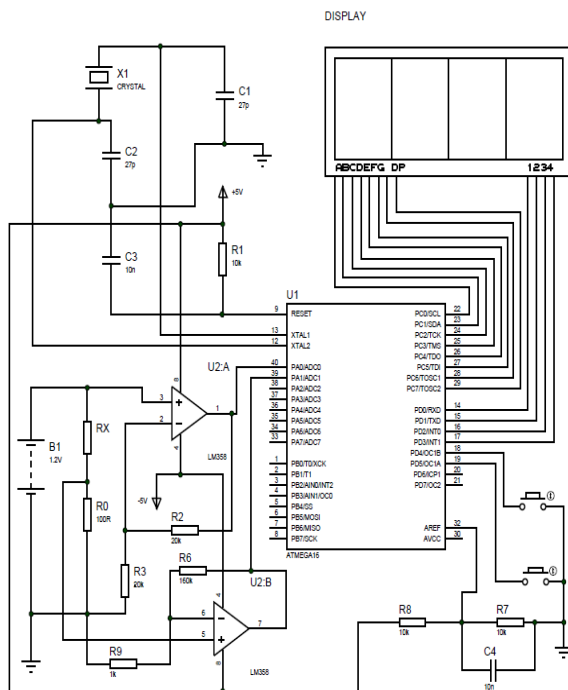 DISPLAY
X1
CRYSTAL
C1
27p
C2
27p
ABCDEFG DP
1234
+5V
C3
10n
R1
10k
U1
9 RESET
13 XTAL1
12 XTAL2
40 PA0/ADC0
39 PA1/ADC1
38 PA2/ADC2
37 PA3/ADC3
36 PA4/ADC4
35 PA5/ADC5
34 PA6/ADC6
33 PA7/ADC7
1 PB0/T0/XCK
2 PB1/T1
3 PB2/AIN0/INT2
4 PB3/AIN1/OC0
5 PB4/SS
6 PB5/MOSI
7 PB6/MISO
8 PB7/SCK
PC0/SCL 22
PC1/SDA 23
PC2/TCK 24
PC3/TMS 25
PC4/TDO 26
PC5/TDI 27
PC6/TOSC1 28
PC7/TOSC2 29
PD0/RXD 14
PD1/TXD 15
PD2/INT0 16
PD3/INT1 17
PD4/OC1B 18
PD5/OC1A 19
PD6/ICP1 20
PD7/OC2 21
AREF 32
AVCC 30
ATMEGA16
U2:A
8
3
2
1
4
LM358
B1
1.2V
RX
R0
100R
-5V
R2
20k
R3
20k
R6
160k
U2:B
4
6
5
7
8
LM358
R9
1k
R8
10k
R7
10k
C4
10n